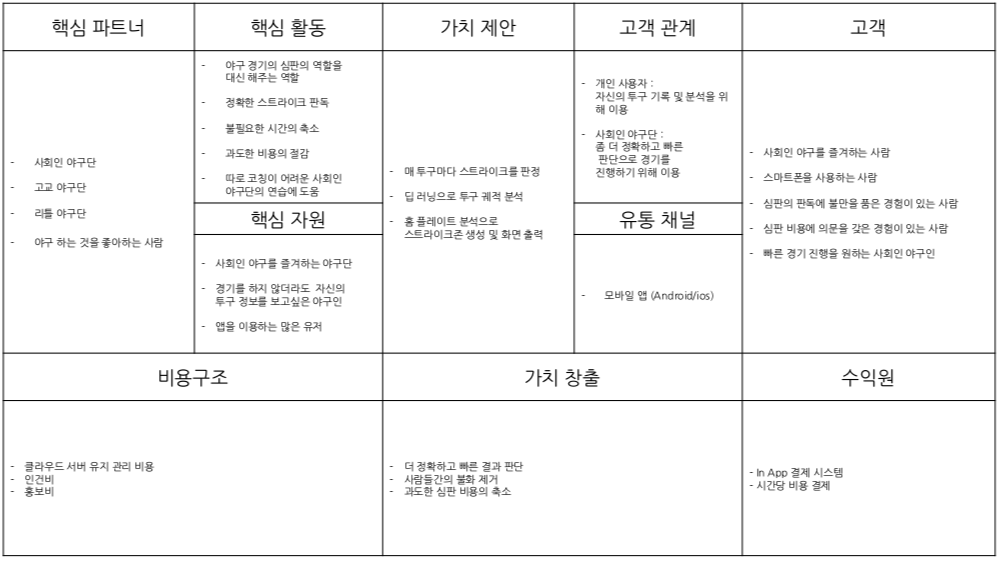 핵심 파트너
- 사회인 야구단
- 고교 야구단
- 리틀 야구단
- 야구 하는 것을 좋아하는 사람
핵심 활동
- 야구 경기의 심판의 역할을
대신 해주는 역할
- 정확한 스트라이크 판독
- 불필요한 시간의 축소
- 과도한 비용의 절감
- 따로 코칭이 어려운 사회인
야구단의 연습에 도움
핵심 자원
- 사회인 야구를 즐겨하는 야구단
- 경기를 하지 않더라도 자신의
투구 정보를 보고싶은 야구인
- 앱을 이용하는 많은 유저
가치 제안
- 매 투구마다 스트라이크를 판정
- 딥 러닝으로 투구 궤적 분석
- 홈 플레이트 분석으로
스트라이크존 생성 및 화면 출력
고객 관계
- 개인 사용자 :
자신의 투구 기록 및 분석을 위
해 이용
- 사회인 야구단 :
좀 더 정확하고 빠른
판단으로 경기를
진행하기 위해 이용
유통 채널
- 모바일 앱 (Android/ios)
고객
- 사회인 야구를 즐겨하는 사람
- 스마트폰을 사용하는 사람
- 심판의 판독에 불만을 품은 경험이 있는 사람
- 심판 비용에 의문을 갖은 경험이 있는 사람
- 빠른 경기 진행을 원하는 사회인 야구인
비용구조
- 클라우드 서버 유지 관리 비용
- 인건비
- 홍보비
가치 창출
- 더 정확하고 빠른 결과 판단
- 사람들간의 불화 제거
- 과도한 심판 비용의 축소
수익원
- In App 결제 시스템
- 시간당 비용 결제